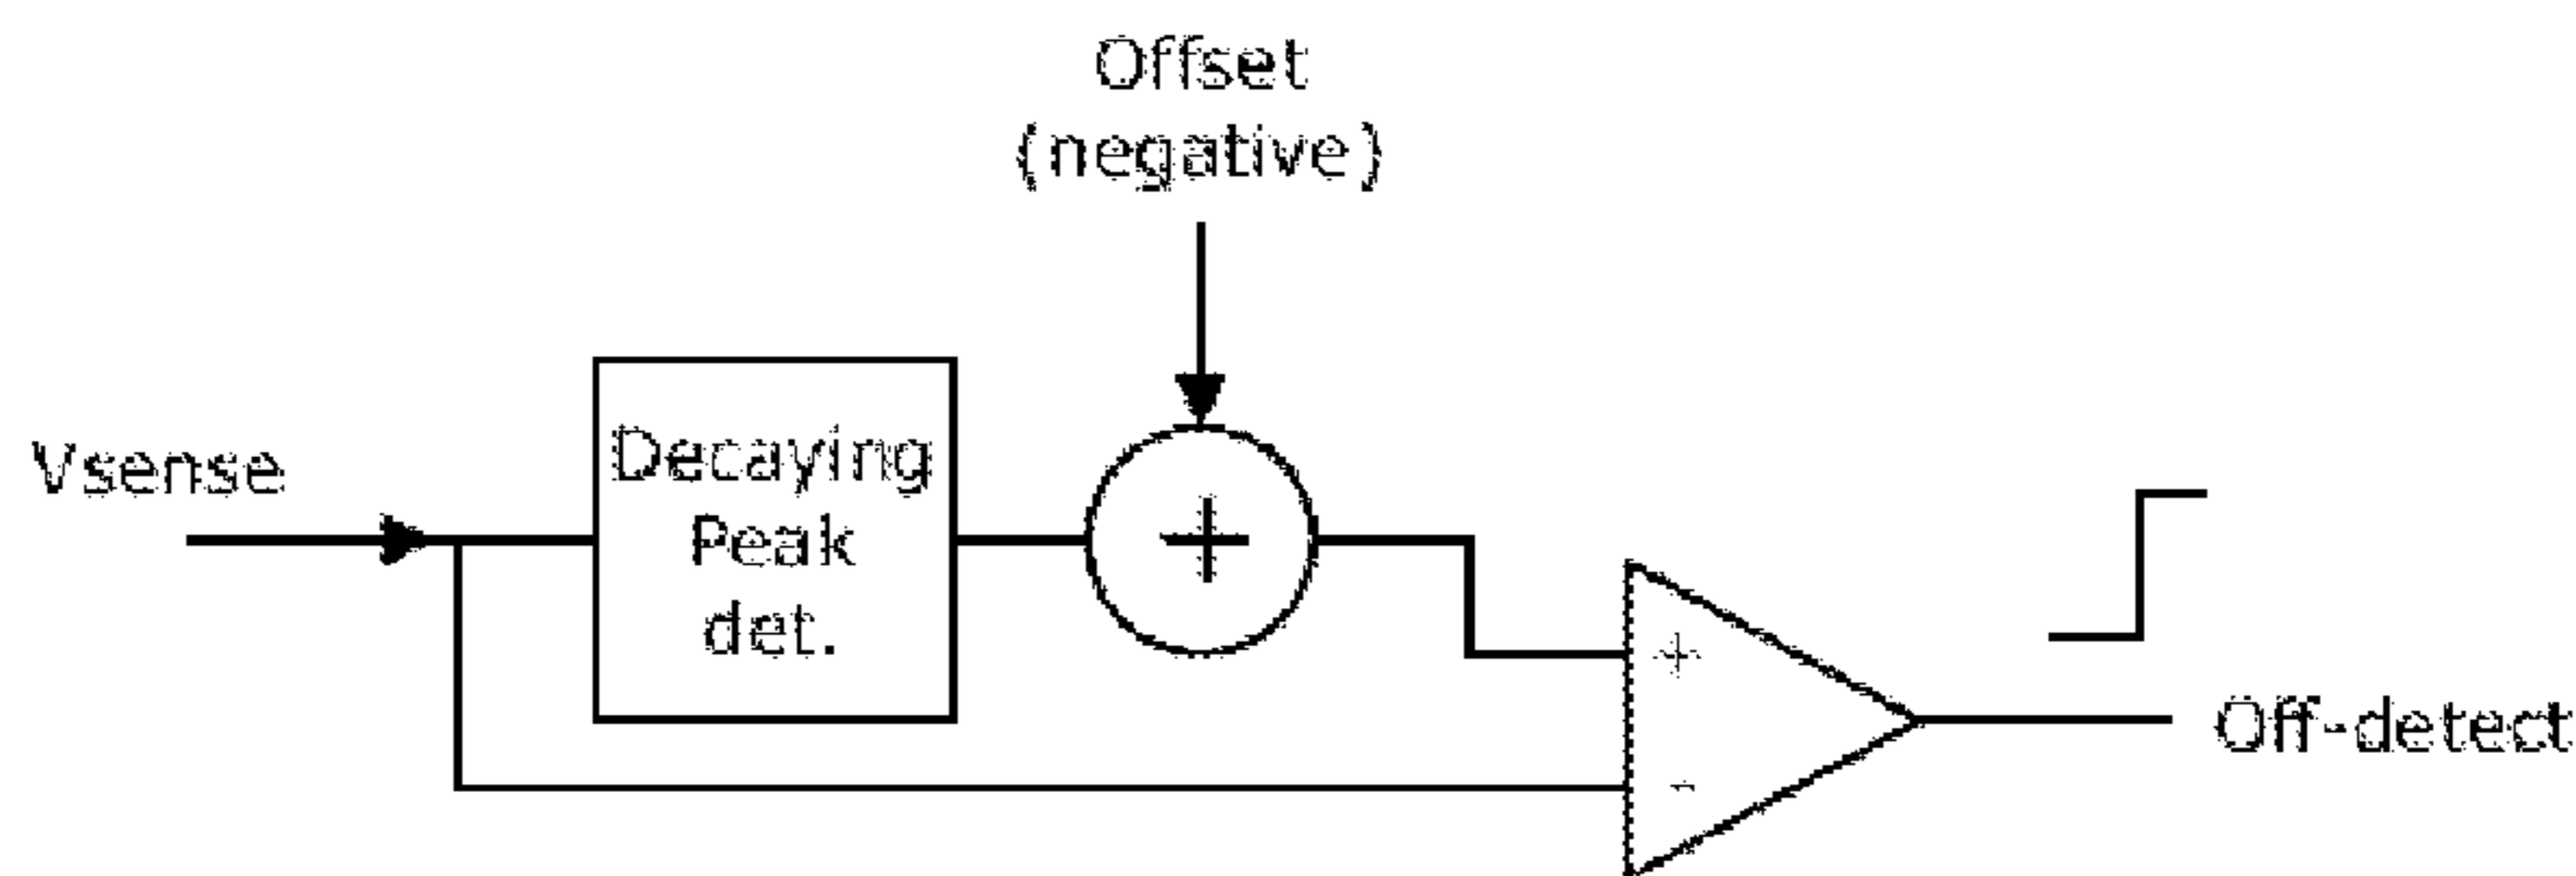 Offset
(negative)
Vsense
Decaying
Peak
det.
+
+
-
Off-detect